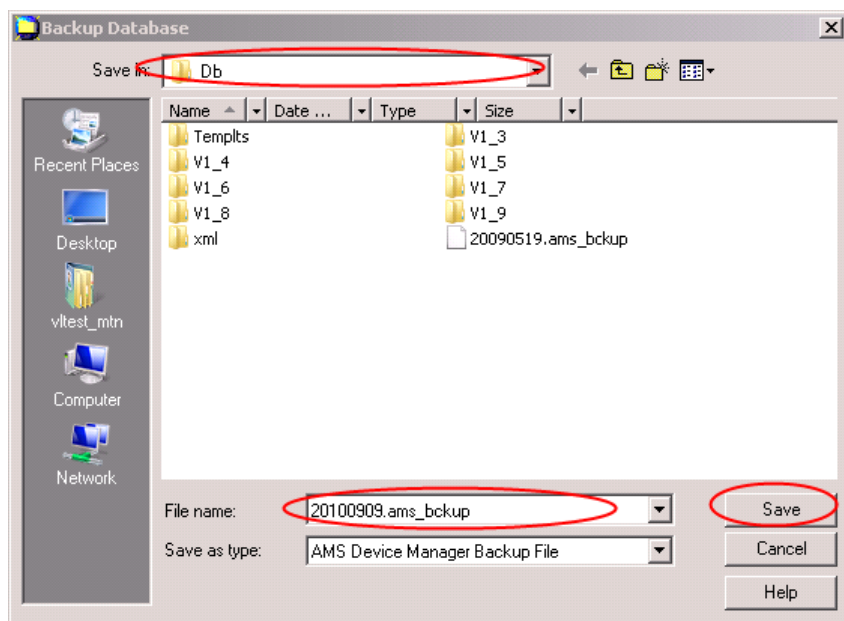 Backup Database
Save in: Db
Name Date ... Type Size
Templts V1_3
V1_4 V1_5
V1_6 V1_7
V1_8 V1_9
xml 20090519.ams_bckup
Recent Places
Desktop
vltest_mtn
Computer
Network
File name: 20100909.ams_bckup Save
Save as type: AMS Device Manager Backup File Cancel
Help